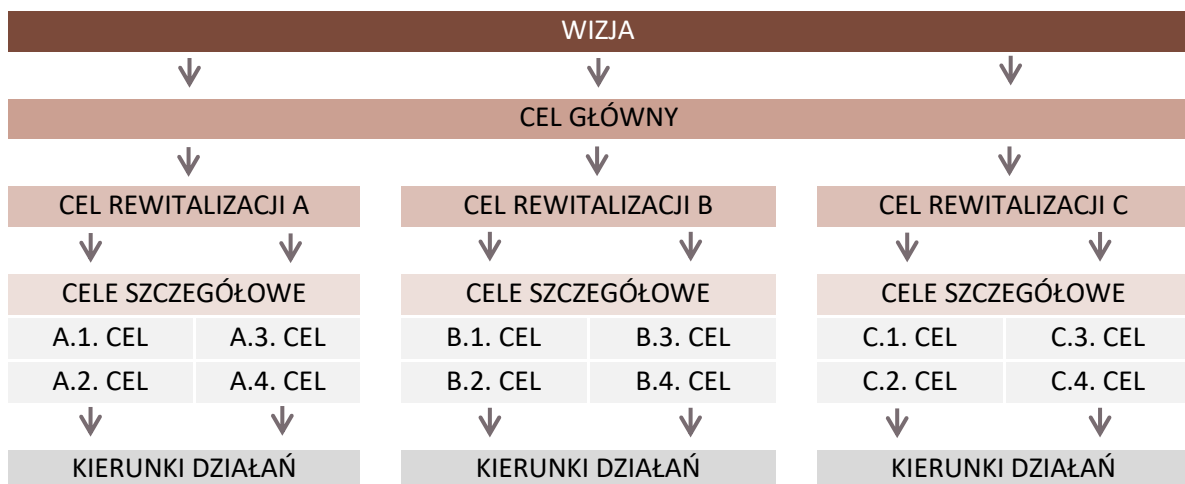 WIZJA
CEL GŁÓWNY
CEL REWITALIZACJI A CEL REWITALIZACJI B CEL REWITALIZACJI C
CELE SZCZEGÓŁOWE CELE SZCZEGÓŁOWE CELE SZCZEGÓŁOWE
A.1. CEL A.3. CEL B.1. CEL B.3. CEL C.1. CEL C.3. CEL
A.2. CEL A.4. CEL B.2. CEL B.4. CEL C.2. CEL C.4. CEL
KIERUNKI DZIAŁAŃ KIERUNKI DZIAŁAŃ KIERUNKI DZIAŁAŃ